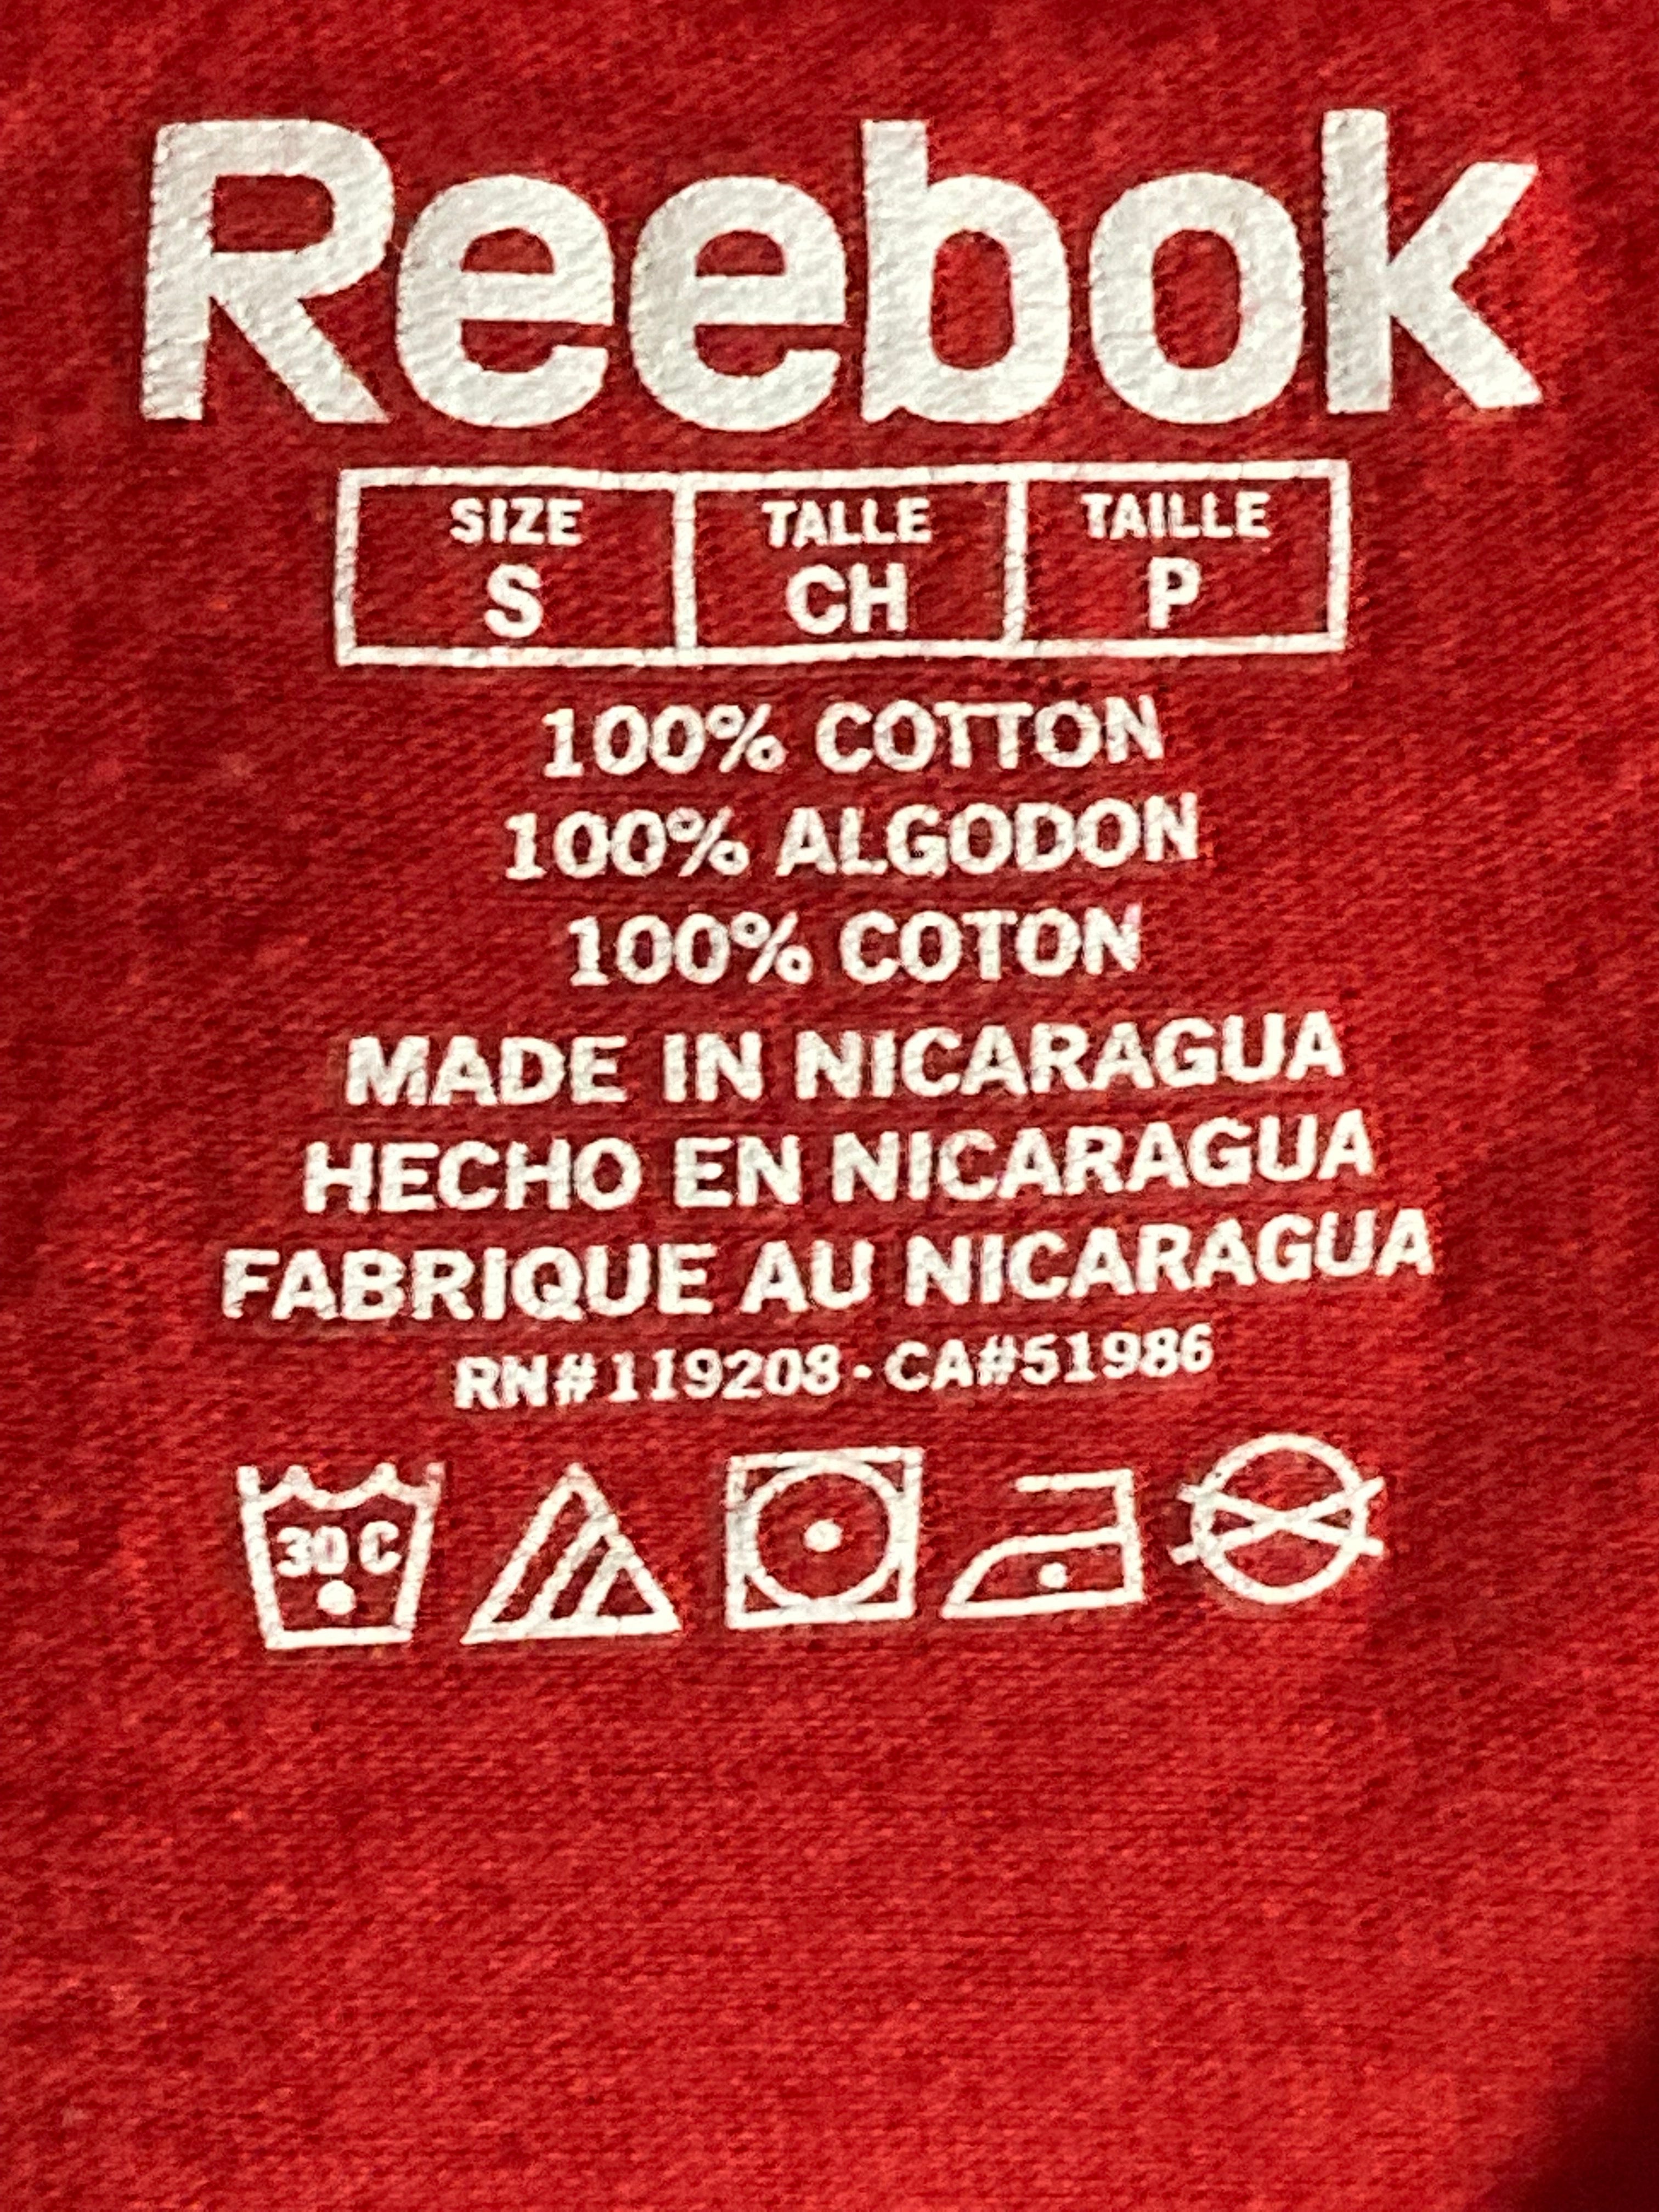 Reebok
SIZE TALLE TAILLE
S CH P
100% COTTON
100% ALGODON
100% COTON
MADE IN NICARAGUA
HECHO EN NICARAGUA
FABRIQUE AU NICARAGUA
RN#119208 · CA#51986
30 C